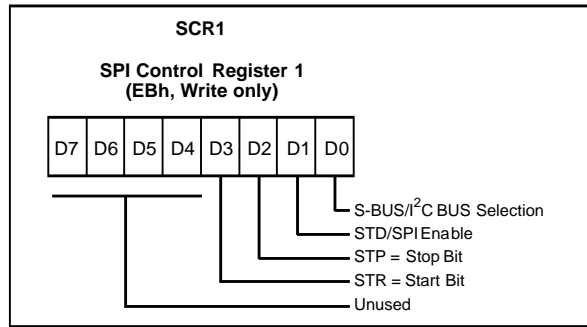 SCR1
SPI Control Register 1
(EBh, Write only)
D7 D6 D5 D4 D3 D2 D1 D0
S-BUS/I²C BUS Selection
STD/SPI Enable
STP = Stop Bit
STR = Start Bit
Unused